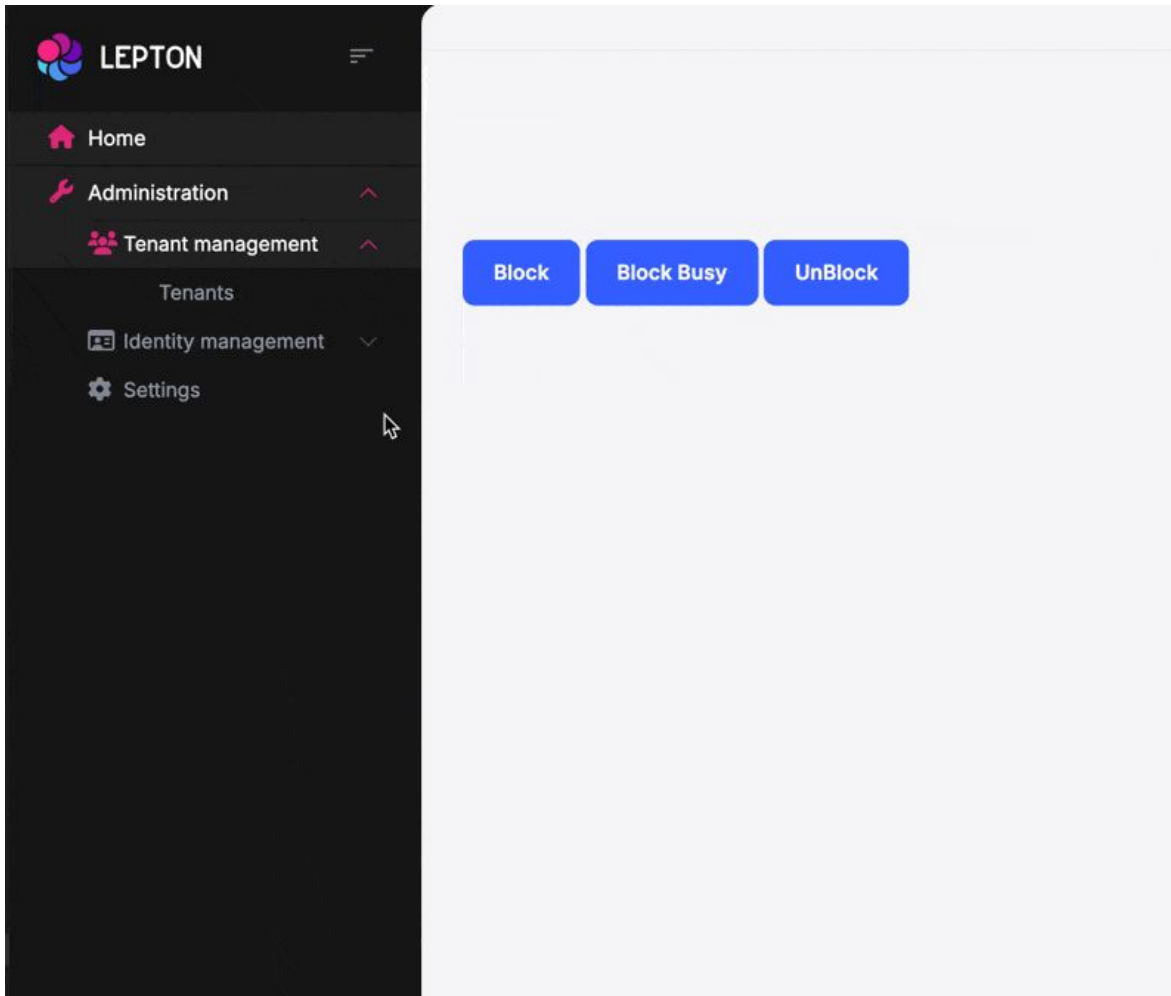 LEPTON
Home
Administration
Tenant management
Tenants
Identity management
Settings
Block Block Busy UnBlock